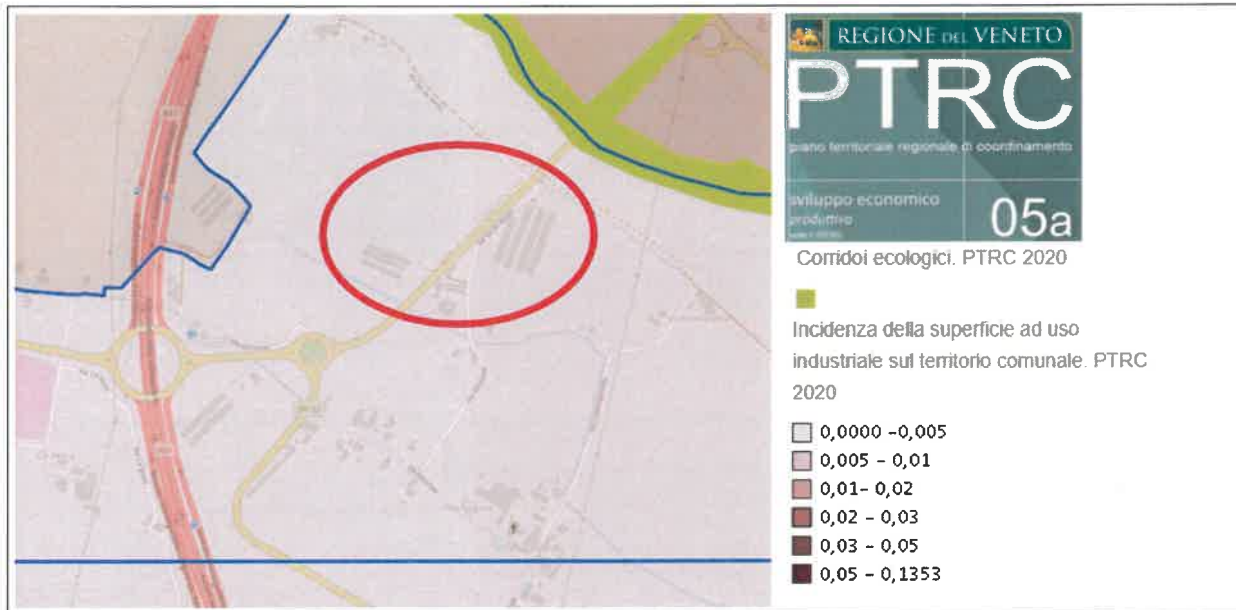 REGIONE DEL VENETO
PTRC
piano territoriale regionale di coordinamento
sviluppo economico
produttivo
05a
Corridoi ecologici. PTRC 2020
Incidenza della superficie ad uso
industriale sul territorio comunale. PTRC
2020
0,0000 -0,005
0,005 - 0,01
0,01- 0,02
0,02 - 0,03
0,03 - 0,05
0,05 - 0,1353